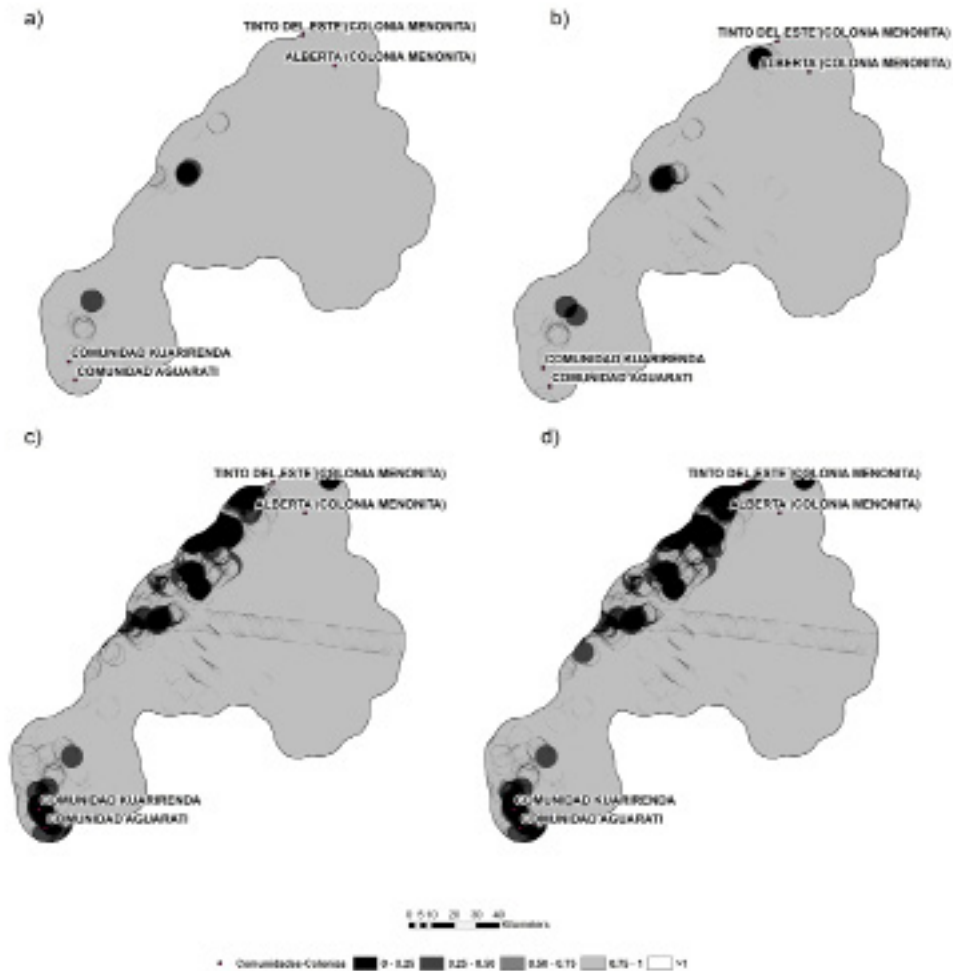 a)
TINTO DEL ESTE (COLONIA MENONITA)
ALBERTA (COLONIA MENONITA)
COMUNIDAD KUARIRENDA
COMUNIDAD AGUARATI
b)
TINTO DEL ESTE (COLONIA MENONITA)
ALBERTA (COLONIA MENONITA)
COMUNIDAD KUARIRENDA
COMUNIDAD AGUARATI
c)
TINTO DEL ESTE (COLONIA MENONITA)
ALBERTA (COLONIA MENONITA)
COMUNIDAD KUARIRENDA
COMUNIDAD AGUARATI
d)
TINTO DEL ESTE (COLONIA MENONITA)
ALBERTA (COLONIA MENONITA)
COMUNIDAD KUARIRENDA
COMUNIDAD AGUARATI
0 5 10 20 30 40
Kilometers
Comunidades-Colonias 0 - 0.25 0.25 - 0.50 0.50 - 0.75 0.75 - 1 >1